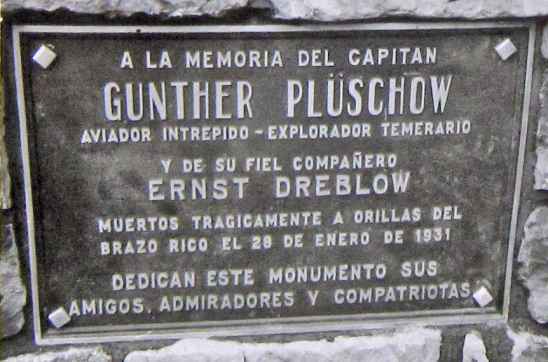 A LA MEMORIA DEL CAPITAN
GUNTHER PLÜSCHOW
AVIADOR INTREPIDO - EXPLORADOR TEMERARIO
Y DE SU FIEL COMPAÑERO
ERNST DREBLOW
MUERTOS TRAGICAMENTE A ORILLAS DEL
BRAZO RICO EL 28 DE ENERO DE 1931
DEDICAN ESTE MONUMENTO SUS
AMIGOS, ADMIRADORES Y COMPATRIOTAS